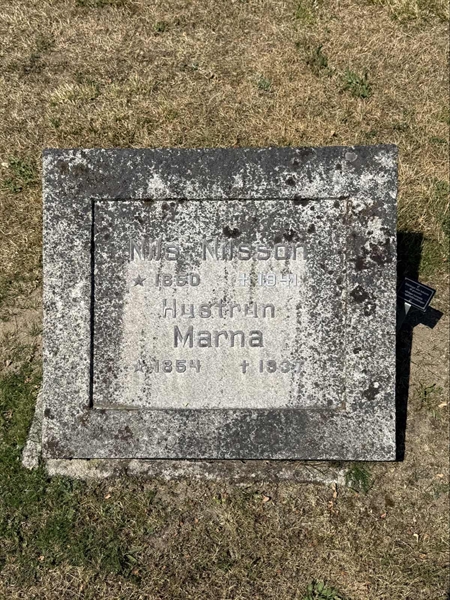 Nils Nilsson
★ 1850 † 1941
Hustrun
Marna
★ 1854 †